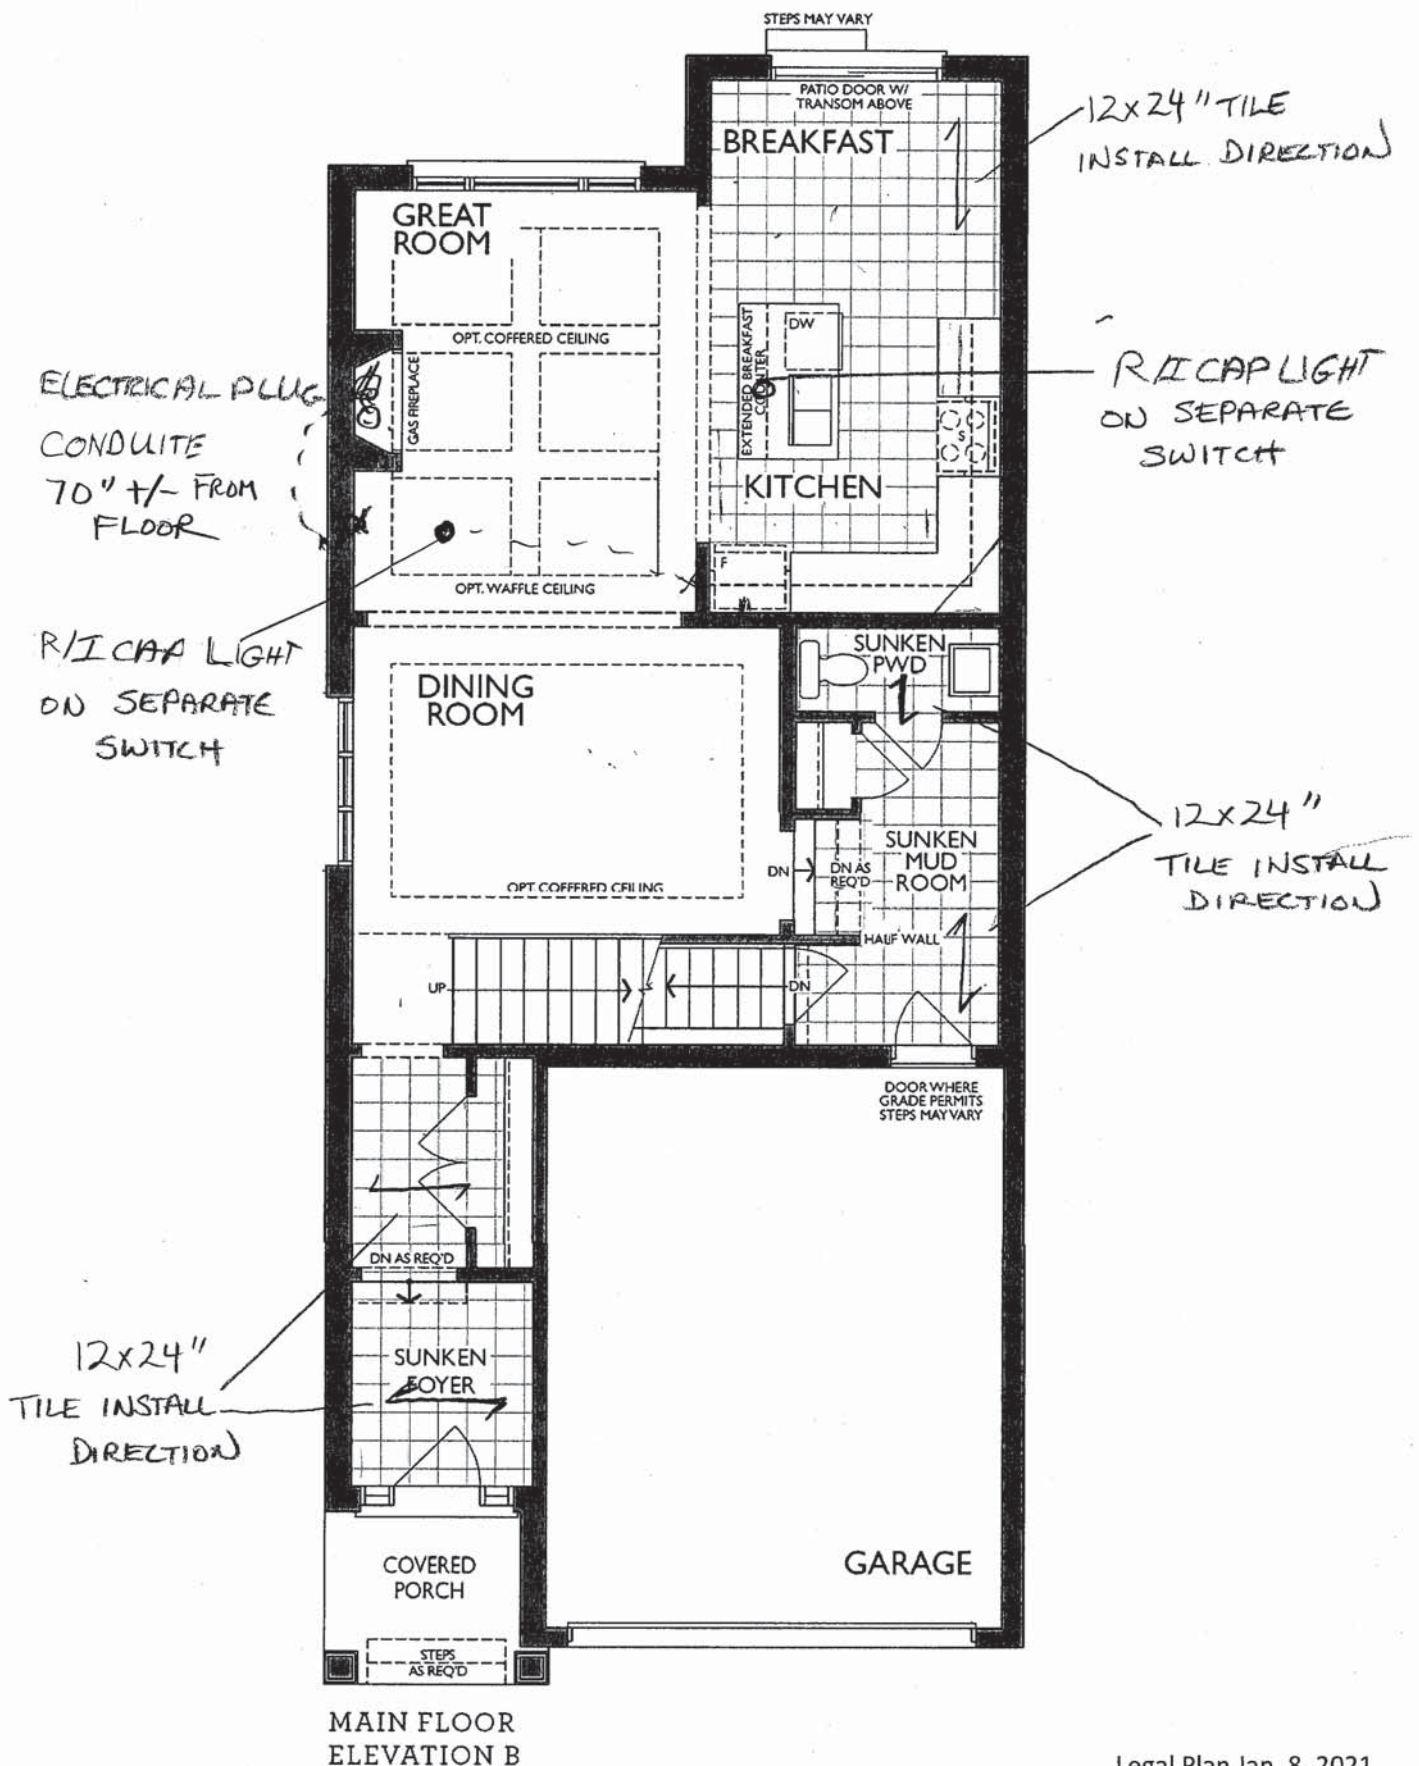 STEPS MAY VARY
PATIO DOOR W/
TRANSOM ABOVE
BREAKFAST
12x24" TILE
INSTALL DIRECTION
GREAT
ROOM
OPT. COFFERED CEILING
GAS FIREPLACE
EXTENDED BREAKFAST
COUNTER
DW
S
R/I CAP LIGHT
ON SEPARATE
SWITCH
ELECTRICAL PLUG
CONDUITE
70" +/- FROM
FLOOR
KITCHEN
F
OPT. WAFFLE CEILING
R/I CAP LIGHT
ON SEPARATE
SWITCH
SUNKEN
PWD
DINING
ROOM
OPT. COFFERED CEILING
12x24"
TILE INSTALL
DIRECTION
SUNKEN
MUD
ROOM
DN
DN AS
REQ'D
HALF WALL
UP
DN
DOOR WHERE
GRADE PERMITS
STEPS MAY VARY
DN AS REQ'D
12x24"
TILE INSTALL
DIRECTION
SUNKEN
FOYER
COVERED
PORCH
GARAGE
STEPS
AS REQ'D
MAIN FLOOR
ELEVATION B
Legal Plan Jan. 8, 2021